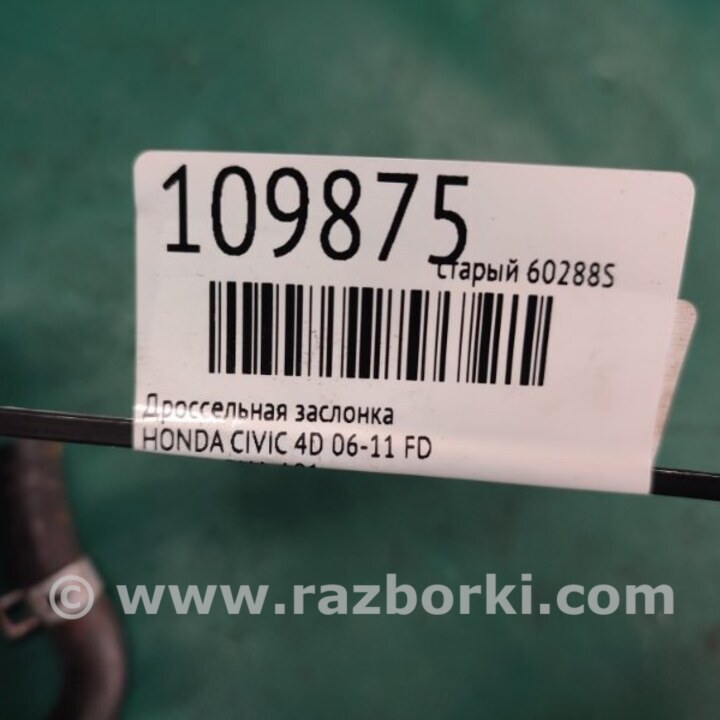 109875
старый 60288S
Дроссельная заслонка
HONDA CIVIC 4D 06-11 FD
© www.razborki.com